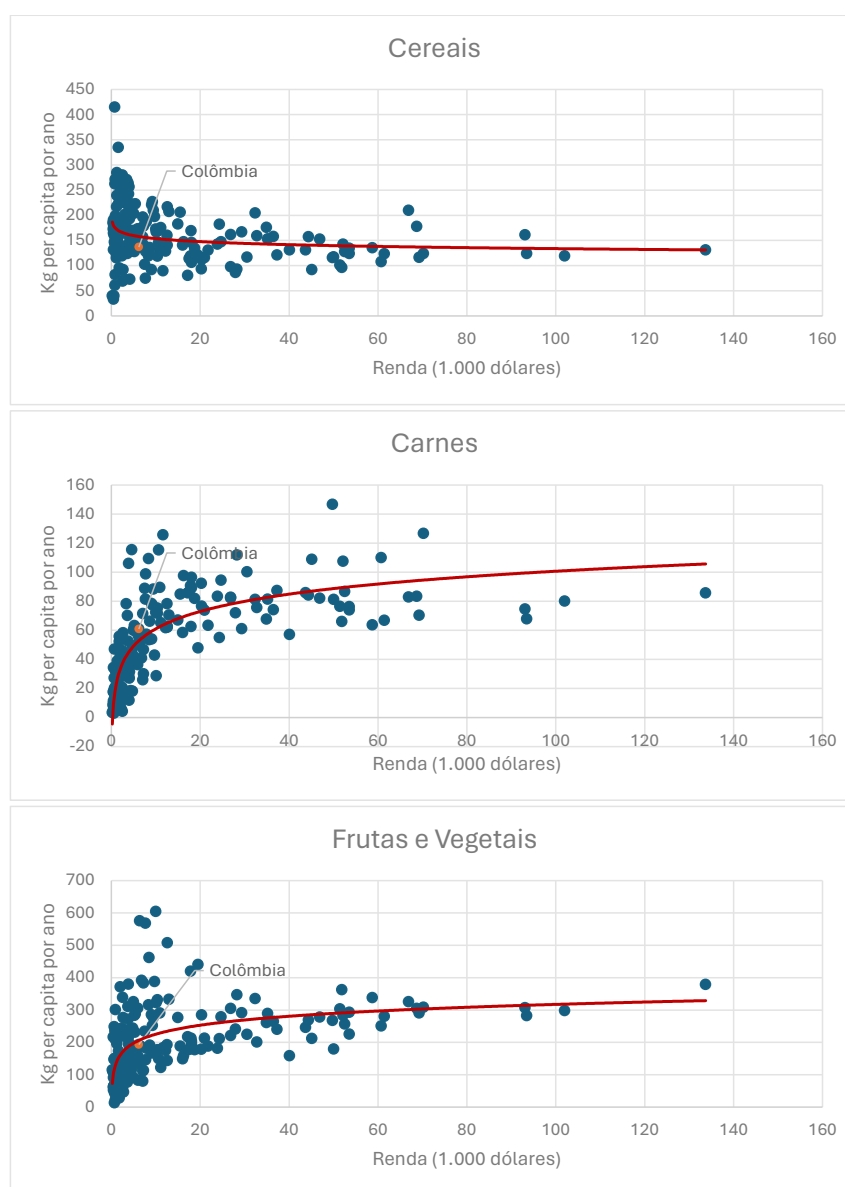 Cereais
450
400
350
300
250
200
150
100
50
0
Kg per capita por ano
Colômbia
0 20 40 60 80 100 120 140 160
Renda (1.000 dólares)
Carnes
160
140
120
100
80
60
40
20
0
-20
Kg per capita por ano
Colômbia
0 20 40 60 80 100 120 140 160
Renda (1.000 dólares)
Frutas e Vegetais
700
600
500
400
300
200
100
0
Kg per capita por ano
Colômbia
0 20 40 60 80 100 120 140 160
Renda (1.000 dólares)